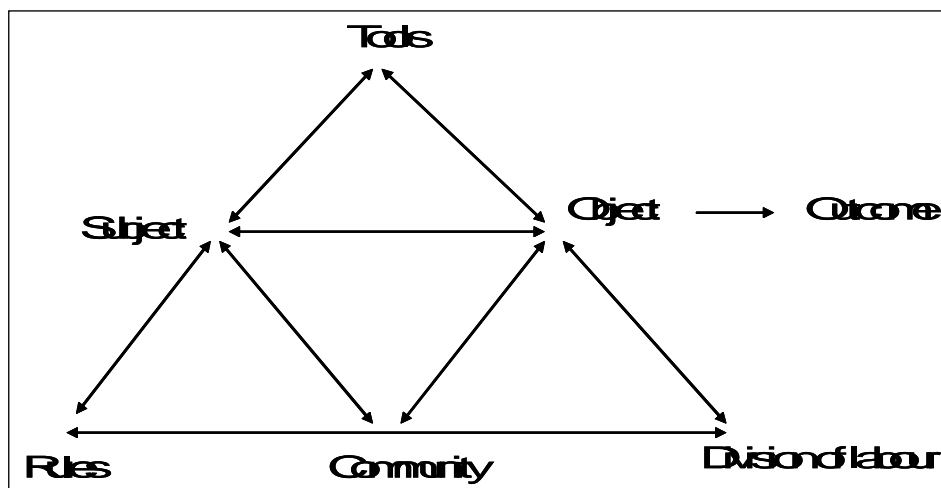 Tools
Subject
Object
Outcome
Rules
Community
Division of labour